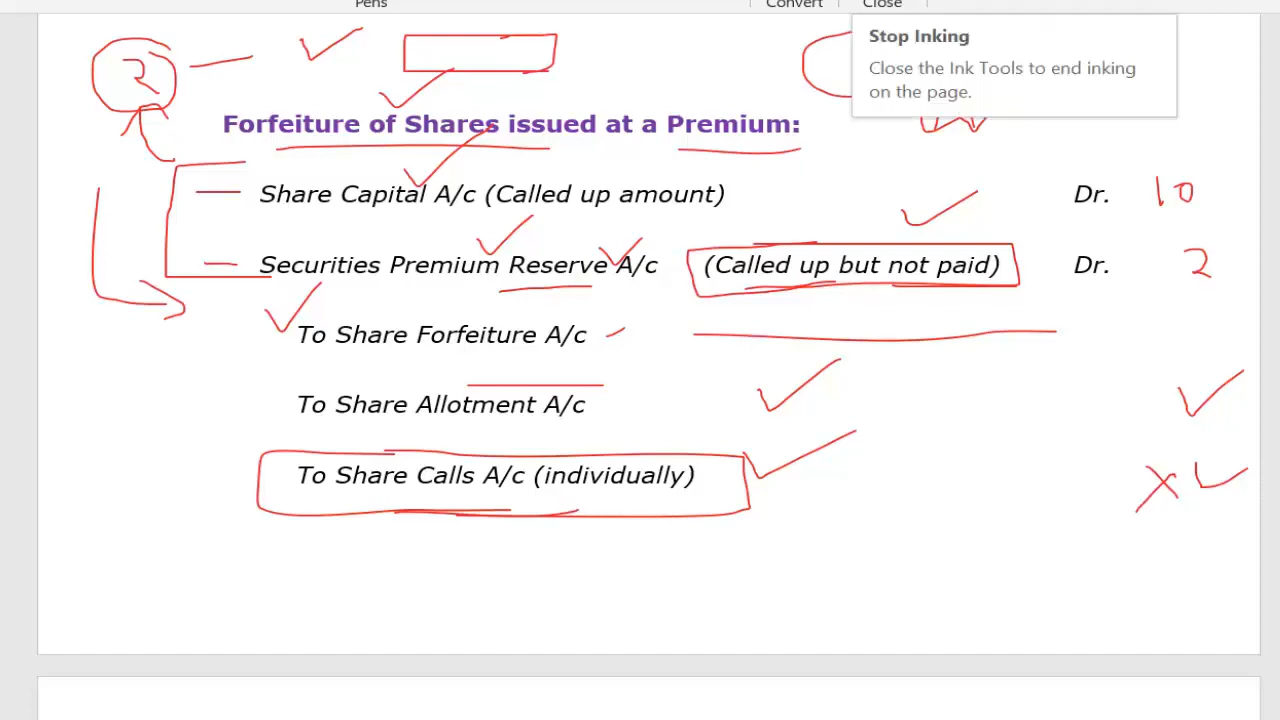 Pens Convert Close
Stop Inking
Close the Ink Tools to end inking
on the page.
2
Forfeiture of Shares issued at a Premium:
Share Capital A/c (Called up amount) Dr. 10
Securities Premium Reserve A/c (Called up but not paid) Dr. 2
To Share Forfeiture A/c
To Share Allotment A/c
To Share Calls A/c (individually)